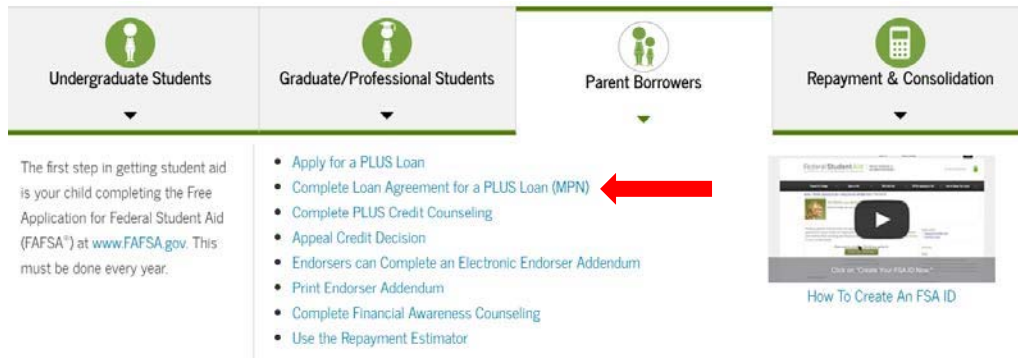 Undergraduate Students
Graduate/Professional Students
Parent Borrowers
Repayment & Consolidation
The first step in getting student aid
is your child completing the Free
Application for Federal Student Aid
(FAFSA®) at www.FAFSA.gov. This
must be done every year.
• Apply for a PLUS Loan
• Complete Loan Agreement for a PLUS Loan (MPN)
• Complete PLUS Credit Counseling
• Appeal Credit Decision
• Endorsers can Complete an Electronic Endorser Addendum
• Print Endorser Addendum
• Complete Financial Awareness Counseling
• Use the Repayment Estimator
Federal Student Aid
Click on "Create Your FSA ID Now."
How To Create An FSA ID